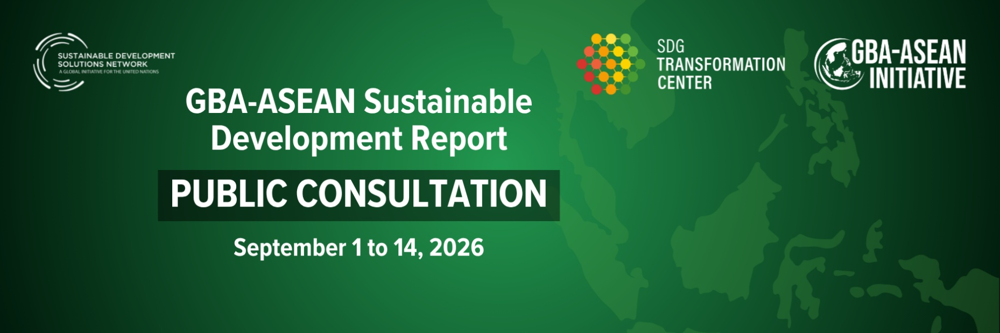 SUSTAINABLE DEVELOPMENT
SOLUTIONS NETWORK
A GLOBAL INITIATIVE FOR THE UNITED NATIONS
SDG
TRANSFORMATION
CENTER
GBA-ASEAN
INITIATIVE
GBA-ASEAN Sustainable
Development Report
PUBLIC CONSULTATION
September 1 to 14, 2026